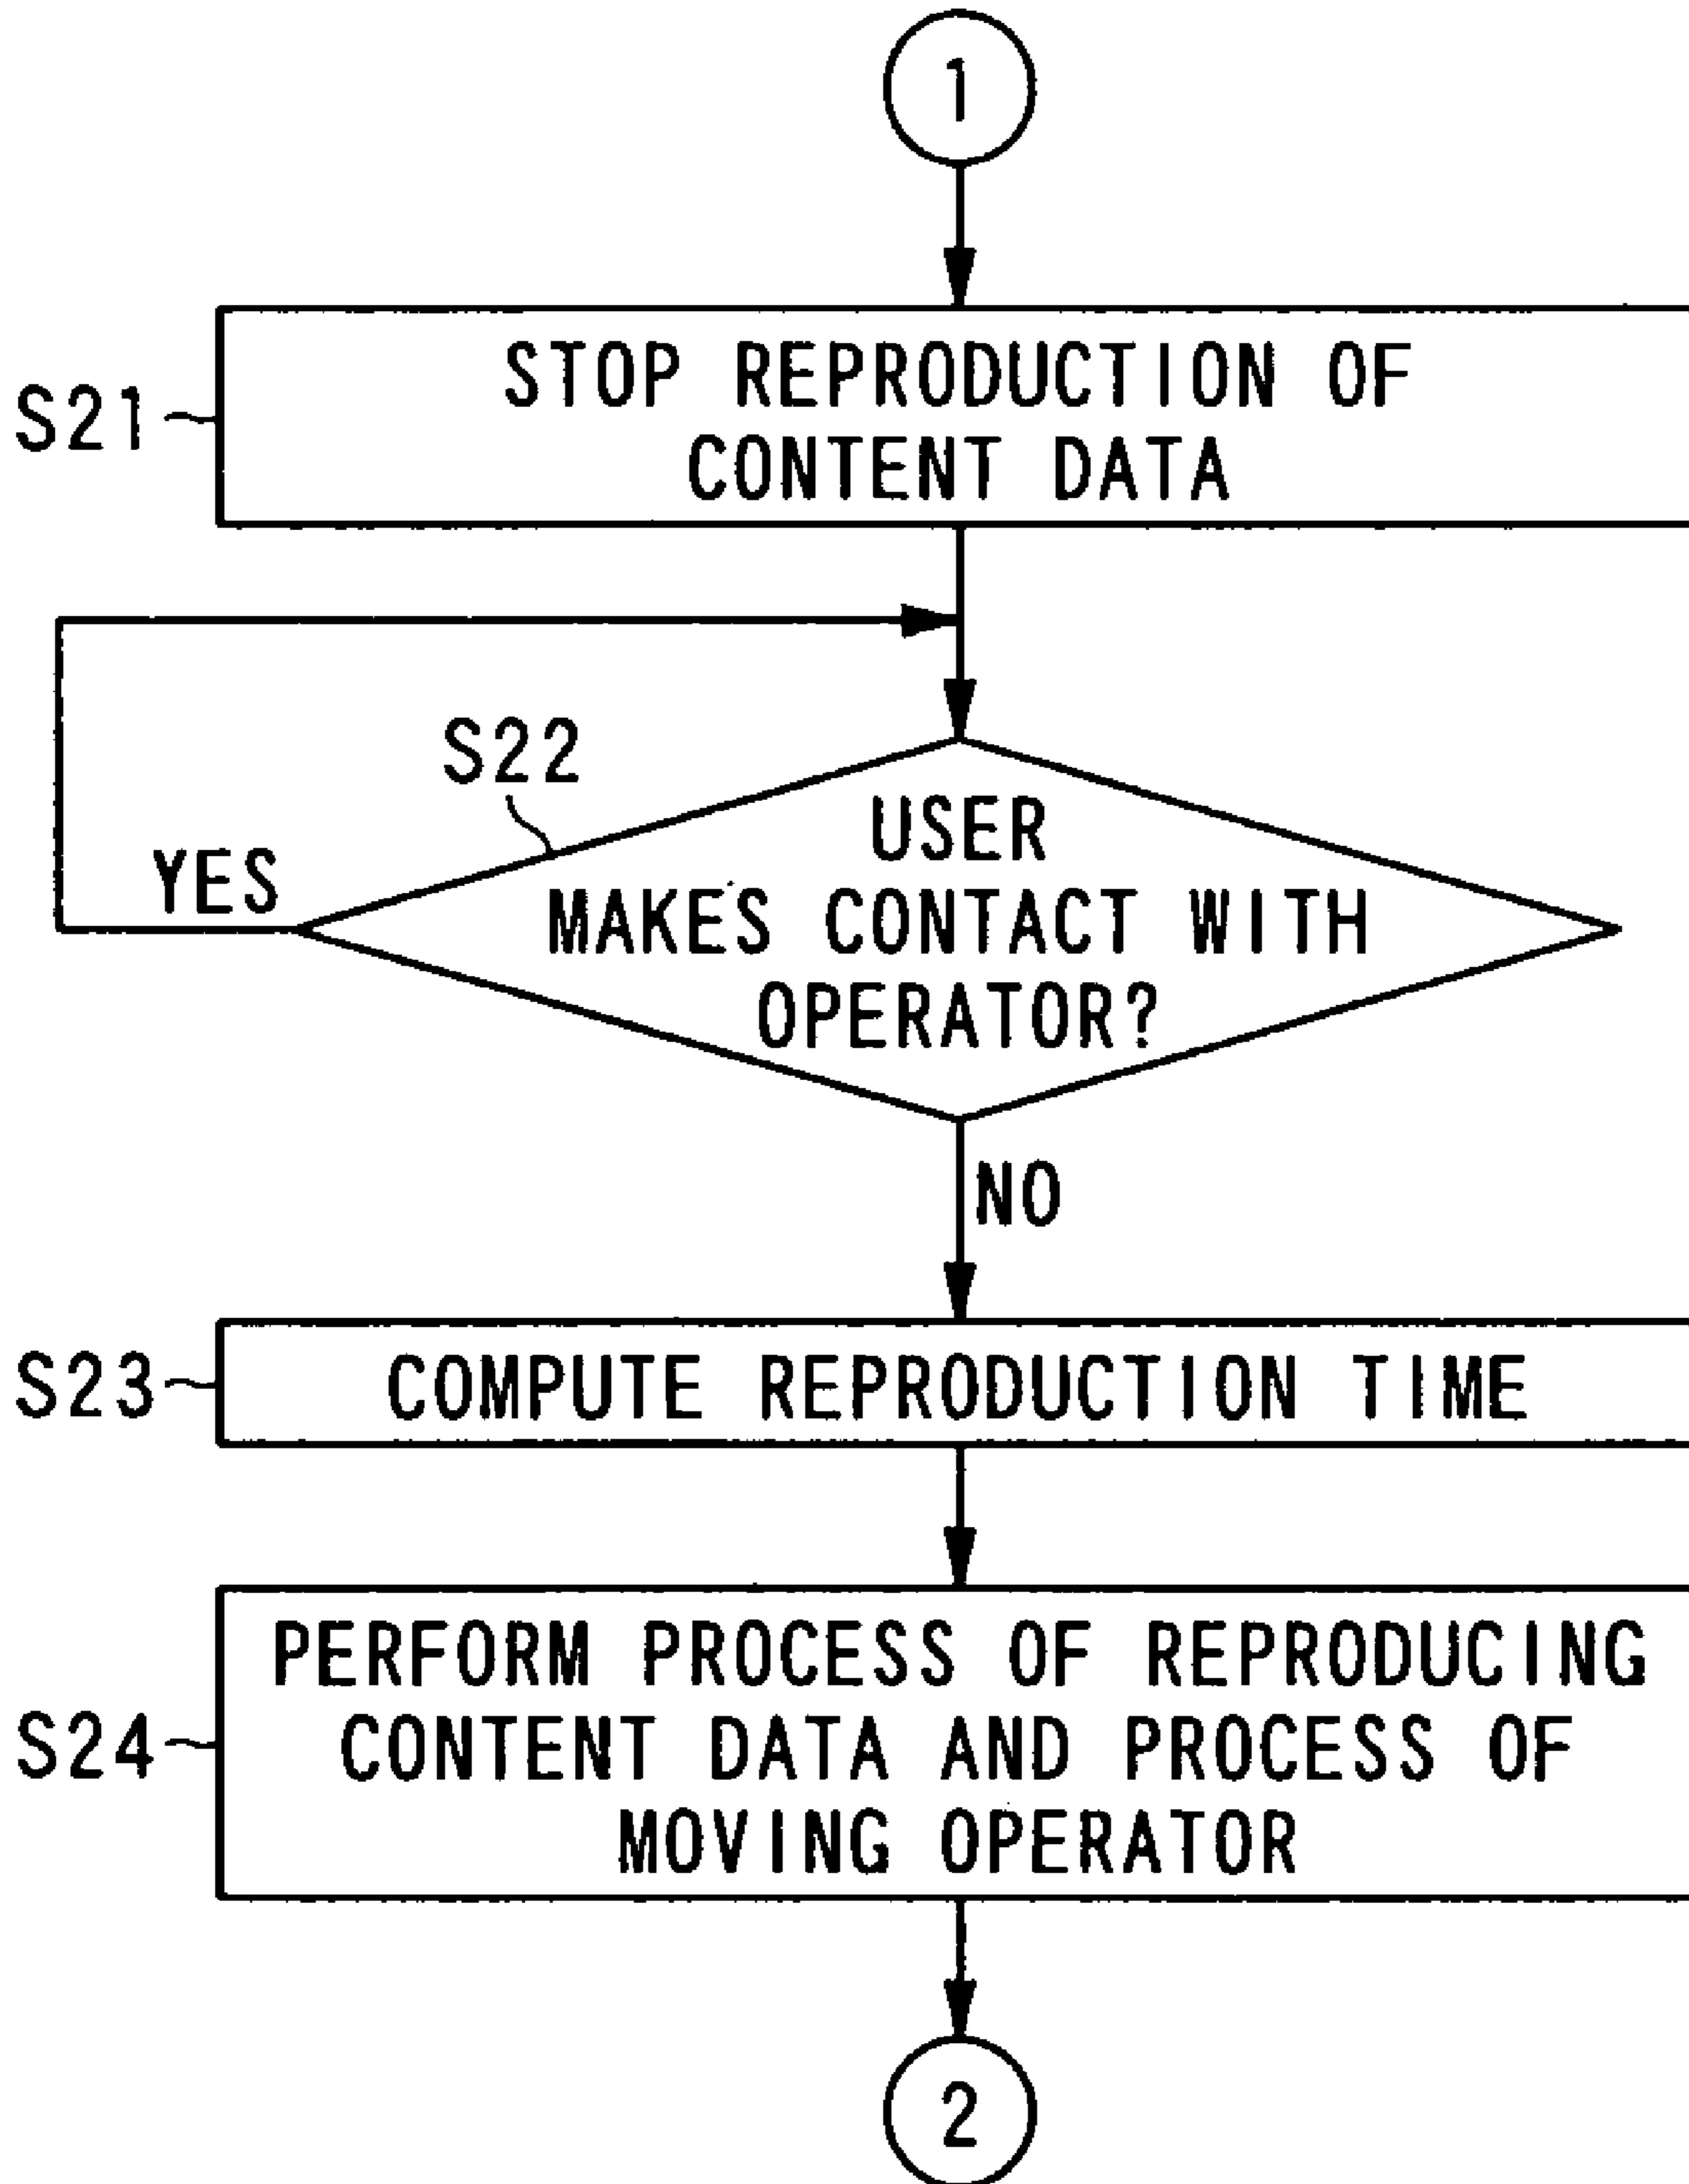 1
S21
STOP REPRODUCTION OF
CONTENT DATA
S22
YES
USER
MAKES CONTACT WITH
OPERATOR?
NO
S23
COMPUTE REPRODUCTION TIME
S24
PERFORM PROCESS OF REPRODUCING
CONTENT DATA AND PROCESS OF
MOVING OPERATOR
2